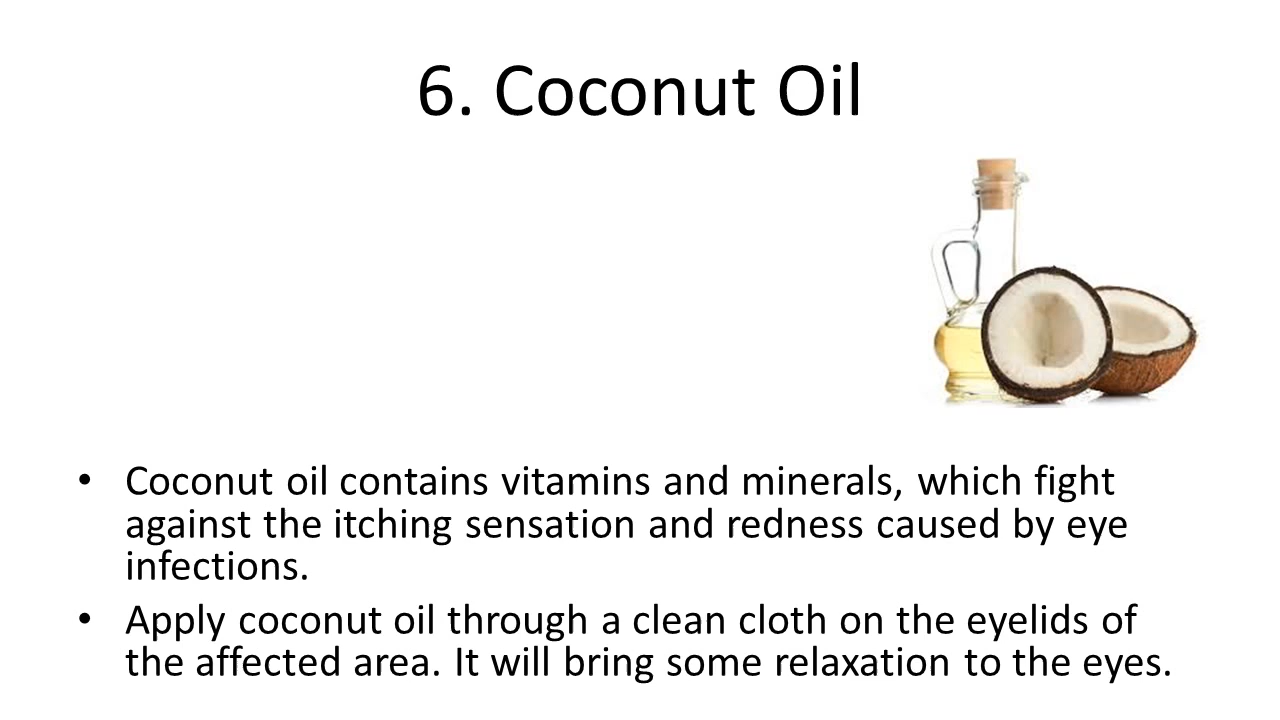 6. Coconut Oil
• Coconut oil contains vitamins and minerals, which fight
against the itching sensation and redness caused by eye
infections.
• Apply coconut oil through a clean cloth on the eyelids of
the affected area. It will bring some relaxation to the eyes.